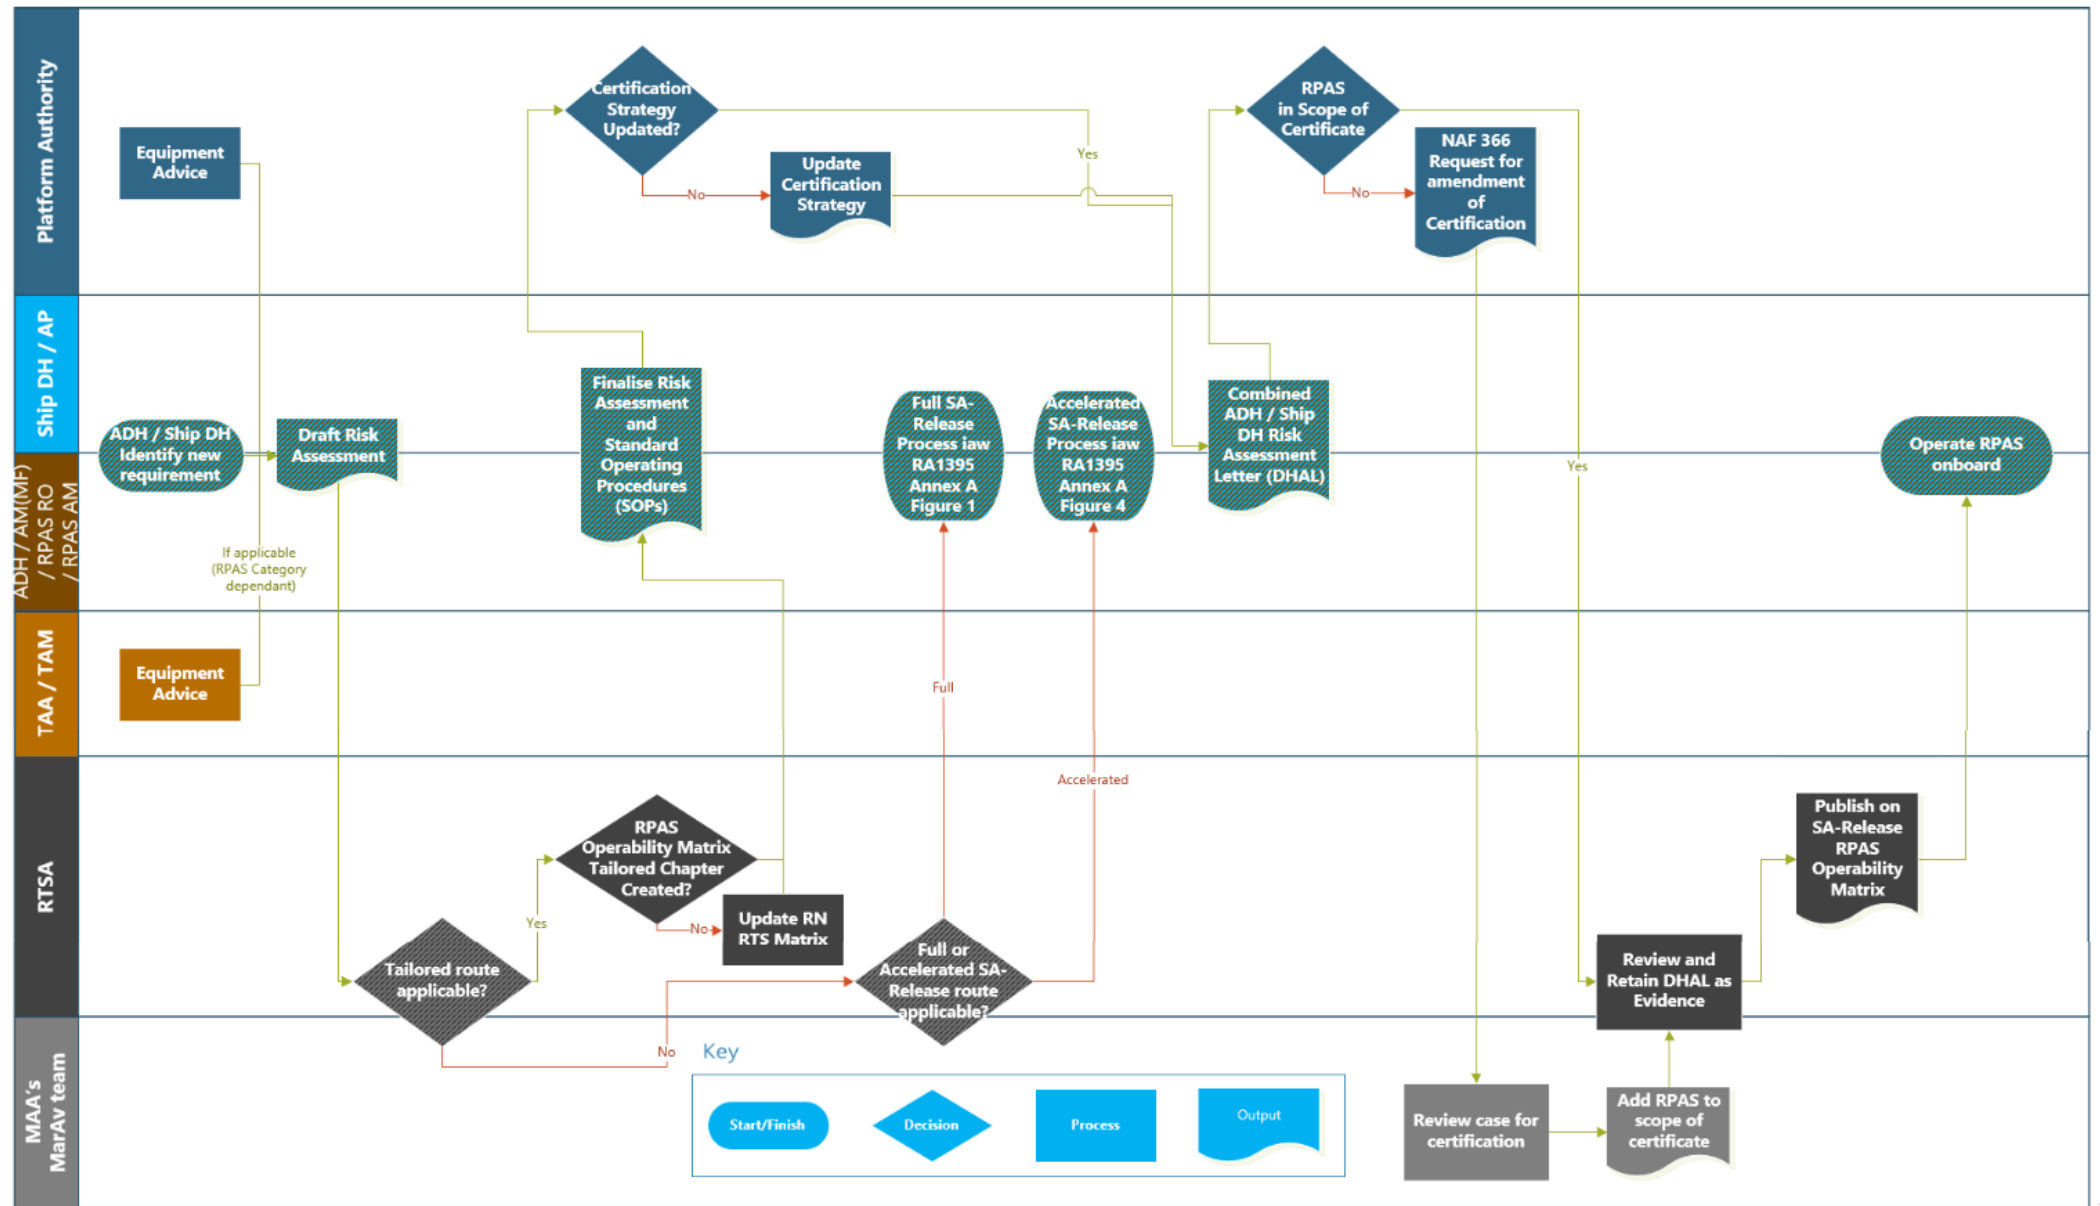 Platform Authority
Equipment
Advice
Certification
Strategy
Updated?
No
Update
Certification
Strategy
Yes
RPAS
in Scope of
Certificate
No
NAF 366
Request for
amendment
of
Certification
Yes
Ship DH / AP
ADH / AM(MF)
/ RPAS RO
/ RPAS AM
ADH / Ship DH
Identify new
requirement
Draft Risk
Assessment
If applicable
(RPAS Category
dependant)
Finalise Risk
Assessment
and
Standard
Operating
Procedures
(SOPs)
Full SA-
Release
Process iaw
RA1395
Annex A
Figure 1
Accelerated
SA-Release
Process iaw
RA1395
Annex A
Figure 4
Combined
ADH / Ship
DH Risk
Assessment
Letter (DHAL)
Operate RPAS
onboard
TAA / TAM
Equipment
Advice
Full
Accelerated
RTSA
Tailored route
applicable?
Yes
No
RPAS
Operability Matrix
Tailored Chapter
Created?
No
Update RN
RTS Matrix
Full or
Accelerated SA-
Release route
applicable?
Review and
Retain DHAL as
Evidence
Publish on
SA-Release
RPAS
Operability
Matrix
MAA's
MarAv team
Key
Start/Finish
Decision
Process
Output
Review case for
certification
Add RPAS to
scope of
certificate